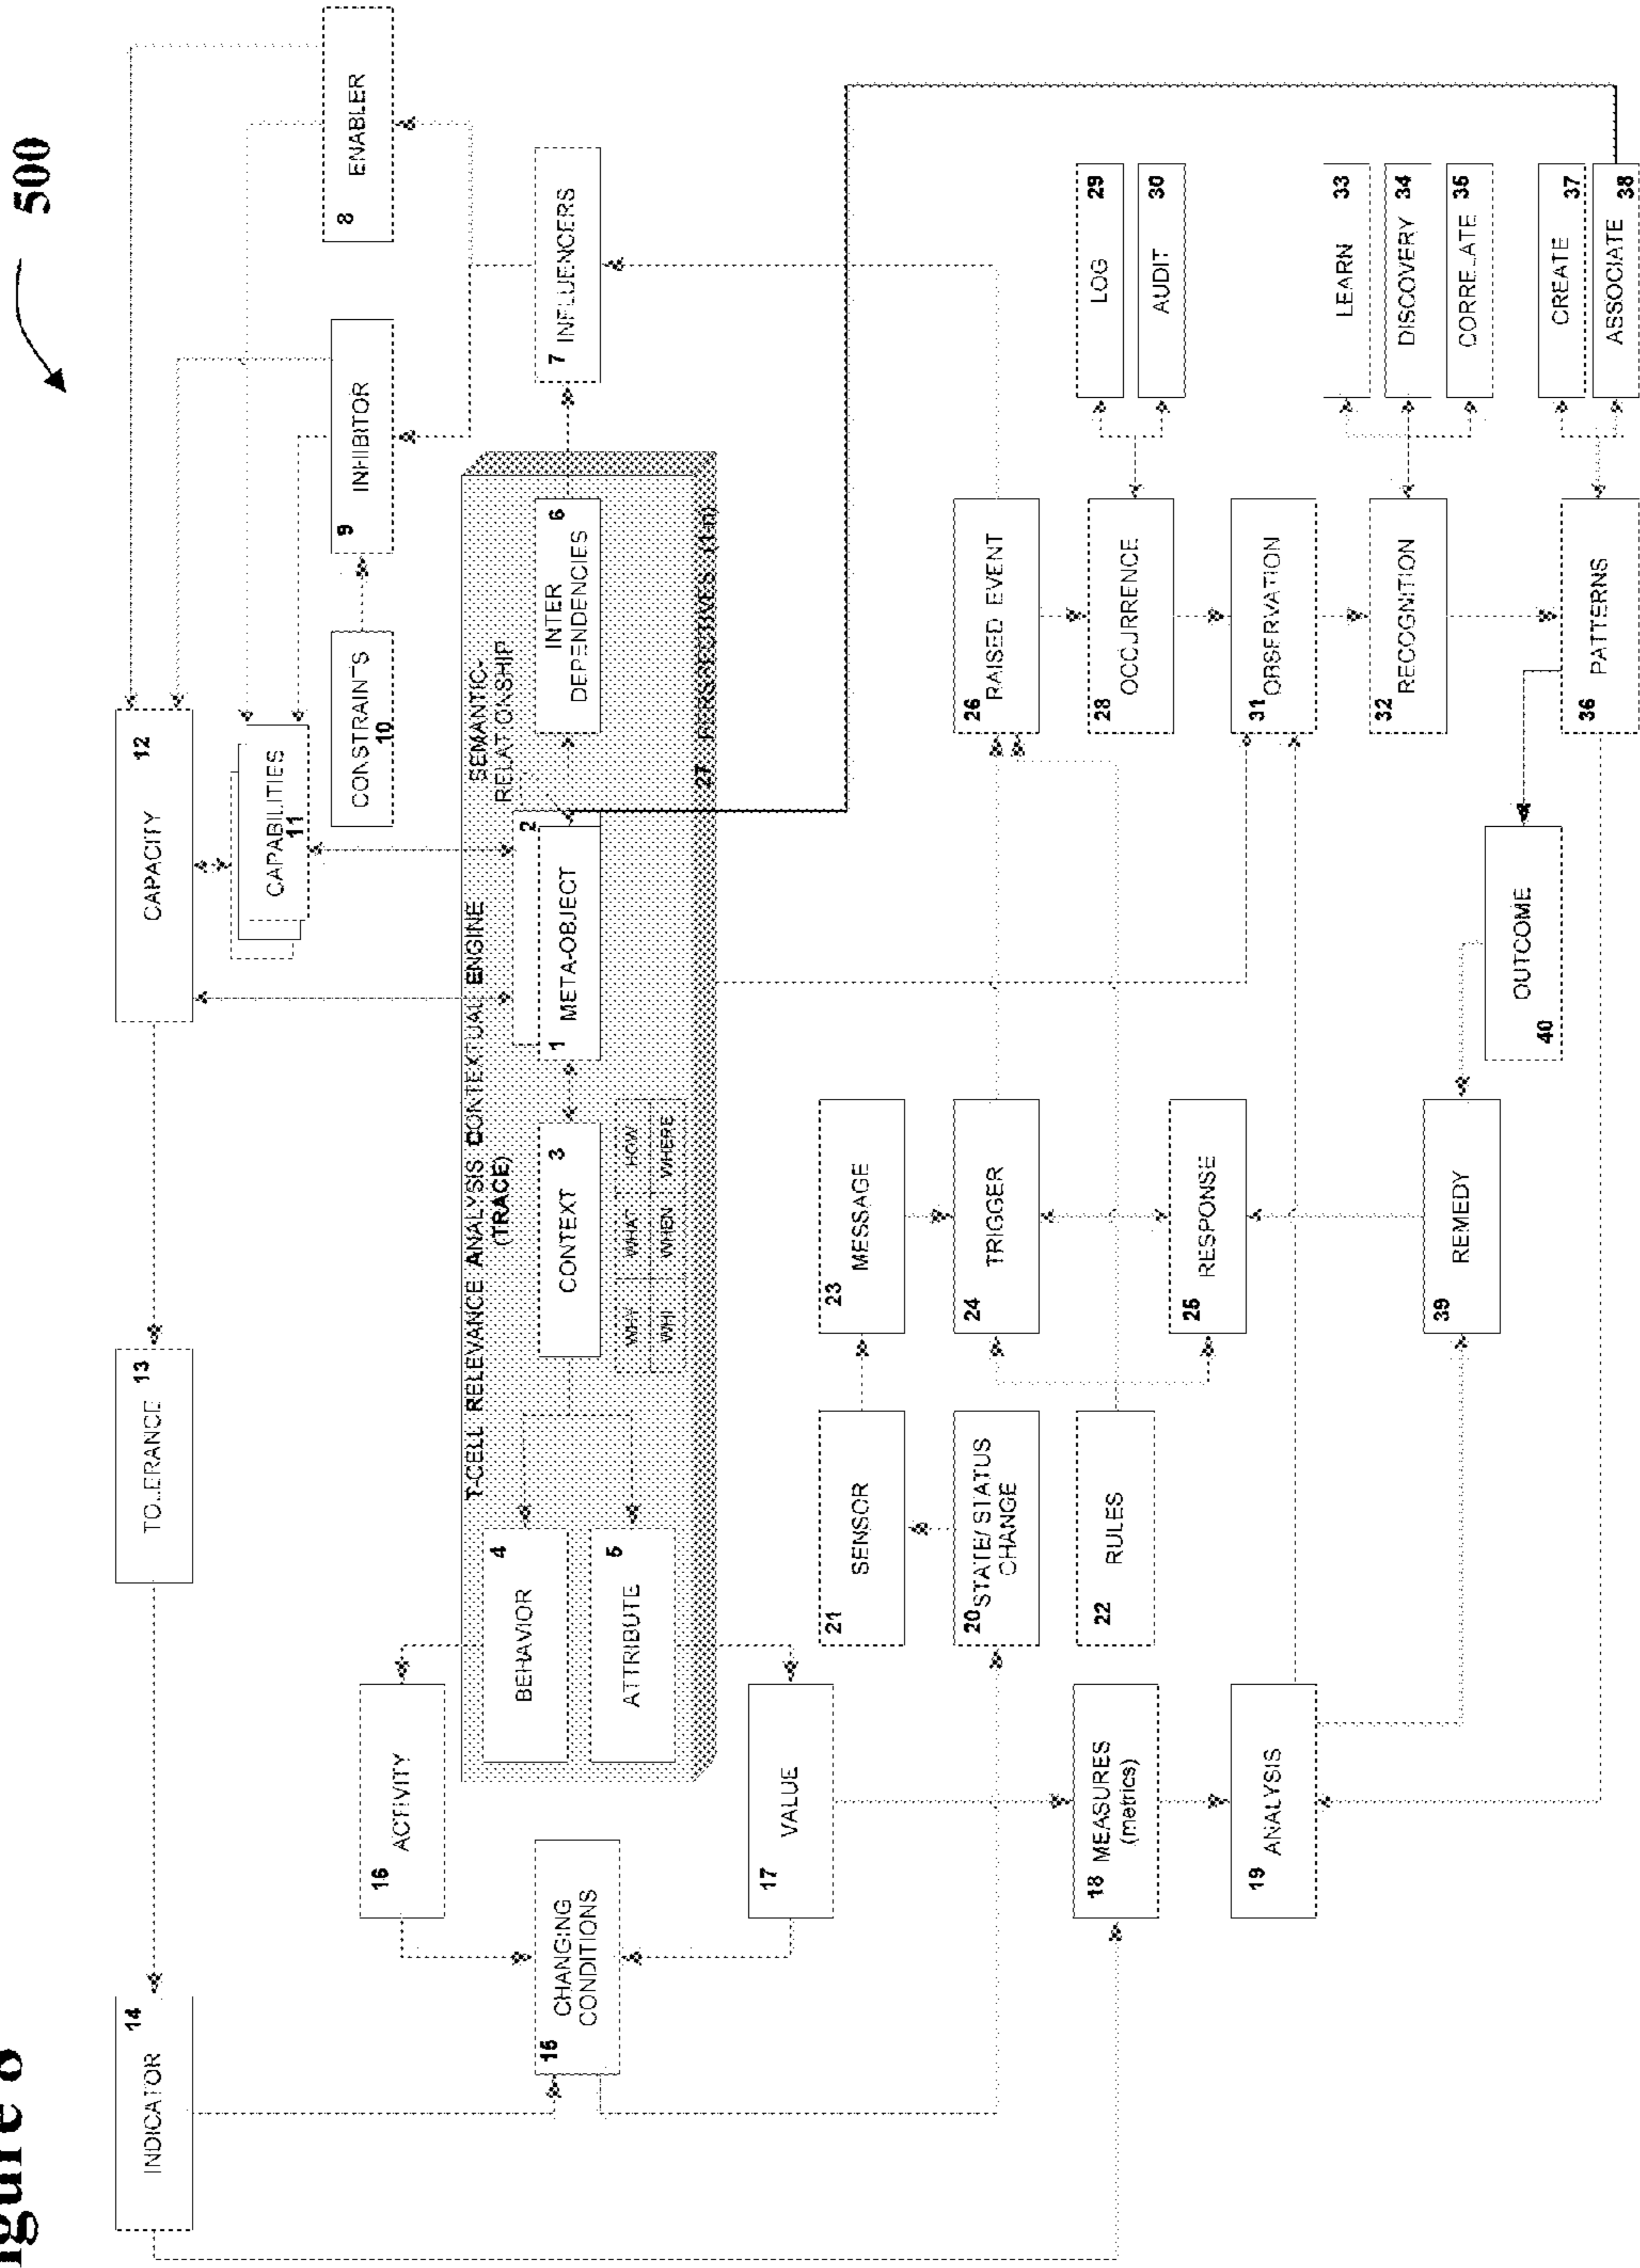 500
12
CAPACITY
TOLERANCE 13
14
INDICATOR
8
ENABLER
9
INHIBITOR
CONSTRAINTS
10
CAPABILITIES
11
7 INFLUENCERS
SEMANTIC-
RELATIONSHIP
T-CELL RELEVANCE ANALYSIS CONTEXTUAL ENGINE
(TRACE)
INTER 6
DEPENDENCIES
2
1 META-OBJECT
CONTEXT 3
WHAT HOW
WHEN WHERE
4
BEHAVIOR
5
ATTRIBUTE
27 PERSPECTIVES
16 ACTIVITY
CHANGING
CONDITIONS
15
17 VALUE
18 MEASURES
(metrics)
19 ANALYSIS
21 SENSOR
20 STATE/ STATUS
CHANGE
22 RULES
23 MESSAGE
24 TRIGGER
25 RESPONSE
39 REMEDY
40 OUTCOME
26 RAISED EVENT
28 OCCURRENCE
31 OBSERVATION
32 RECOGNITION
36 PATTERNS
LOG 29
AUDIT 30
LEARN 33
DISCOVERY 34
CORRELATE 35
CREATE 37
ASSOCIATE 38